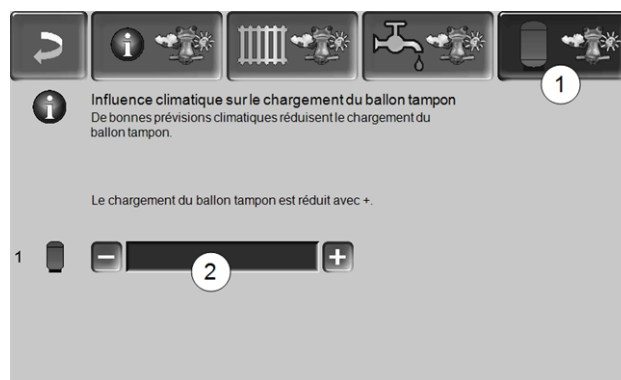 1
Influence climatique sur le chargement du ballon tampon
De bonnes prévisions climatiques réduisent le chargement du
ballon tampon.
Le chargement du ballon tampon est réduit avec +.
1
2